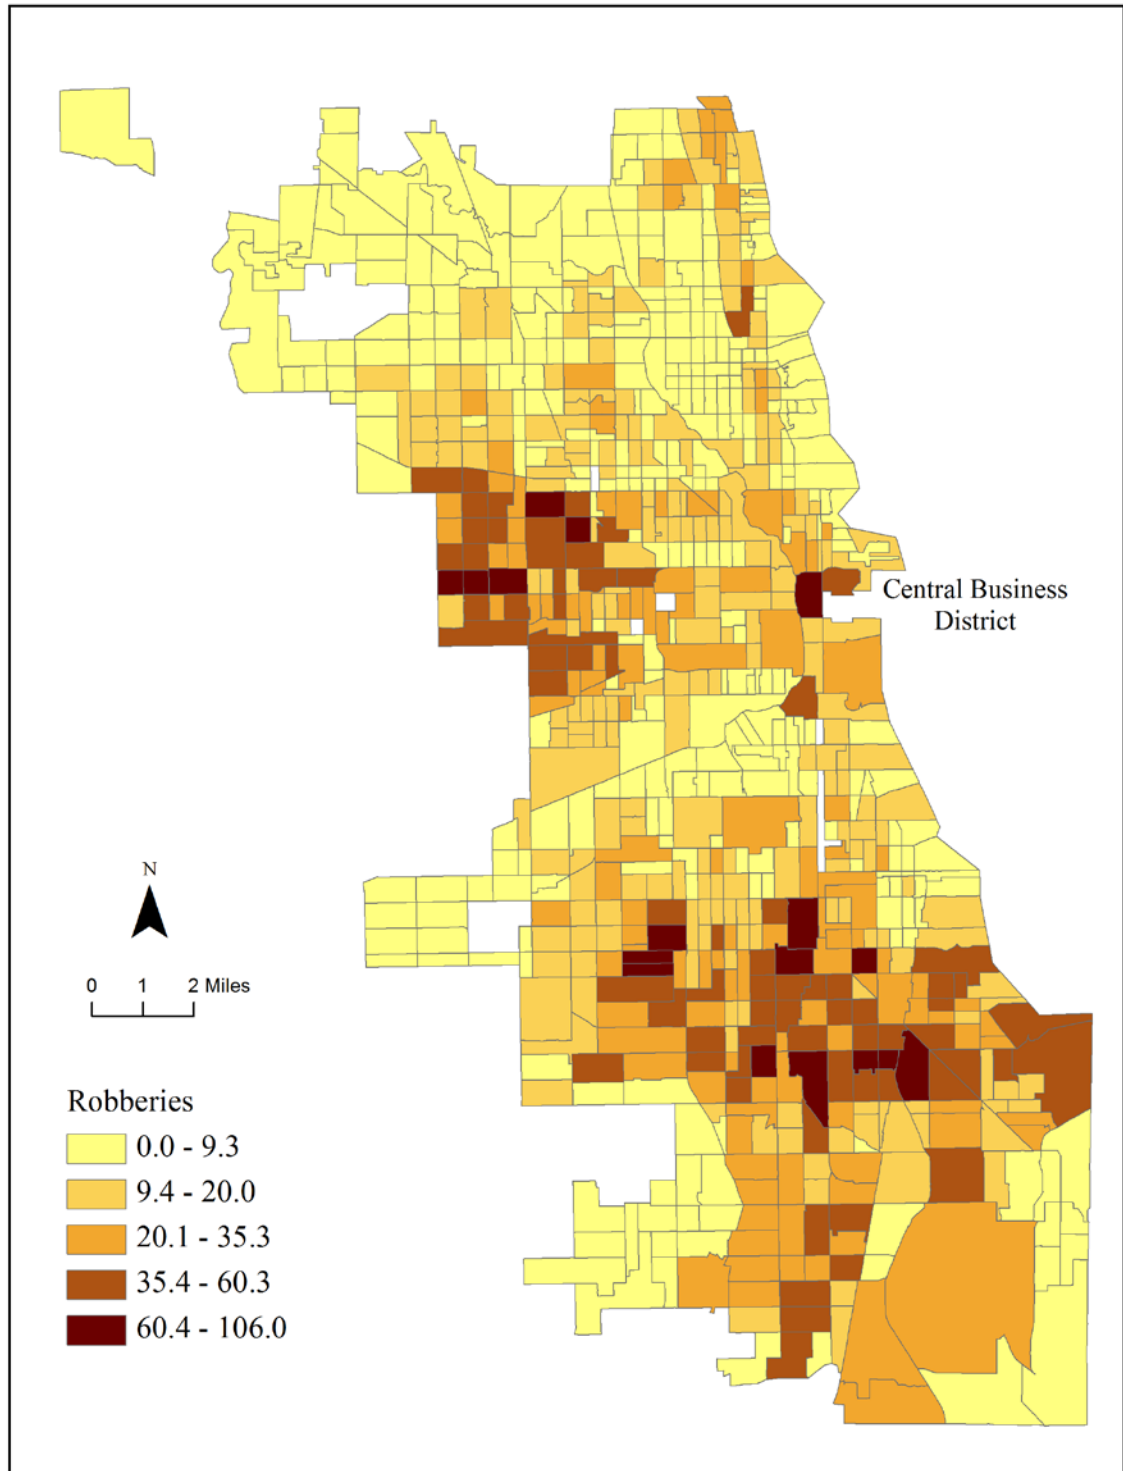 Central Business
District
N
0 1 2 Miles
Robberies
0.0 - 9.3
9.4 - 20.0
20.1 - 35.3
35.4 - 60.3
60.4 - 106.0